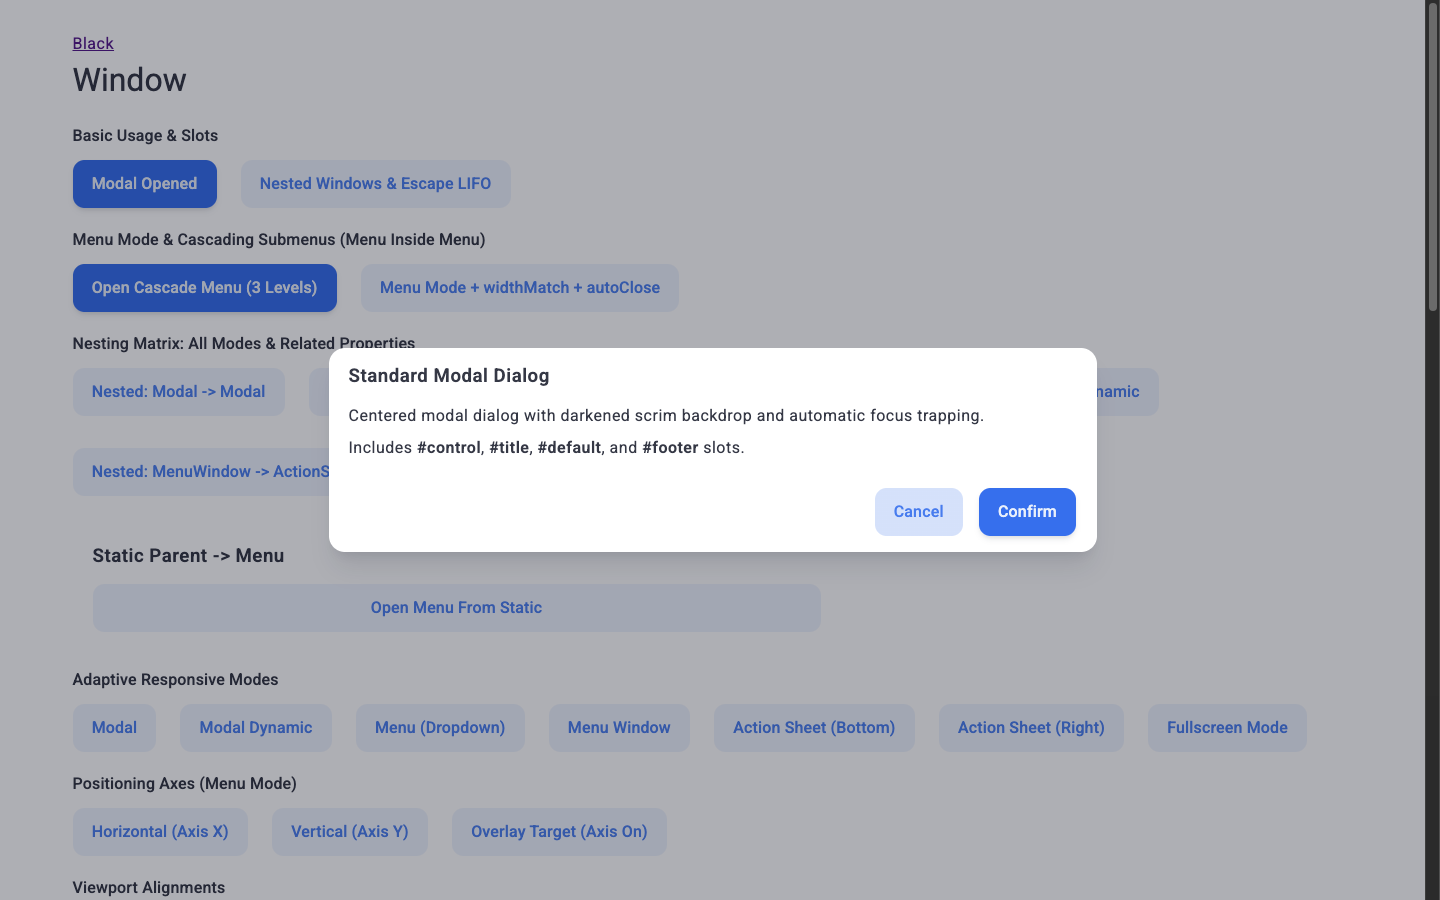 Black
Window
Basic Usage & Slots
Modal Opened
Nested Windows & Escape LIFO
Menu Mode & Cascading Submenus (Menu Inside Menu)
Open Cascade Menu (3 Levels)
Menu Mode + widthMatch + autoClose
Nesting Matrix: All Modes & Related Properties
Nested: Modal -> Modal
Nested: MenuWindow -> ActionS
Standard Modal Dialog
Centered modal dialog with darkened scrim backdrop and automatic focus trapping.
Includes #control, #title, #default, and #footer slots.
Cancel
Confirm
Static Parent -> Menu
Open Menu From Static
Adaptive Responsive Modes
Modal
Modal Dynamic
Menu (Dropdown)
Menu Window
Action Sheet (Bottom)
Action Sheet (Right)
Fullscreen Mode
Positioning Axes (Menu Mode)
Horizontal (Axis X)
Vertical (Axis Y)
Overlay Target (Axis On)
Viewport Alignments